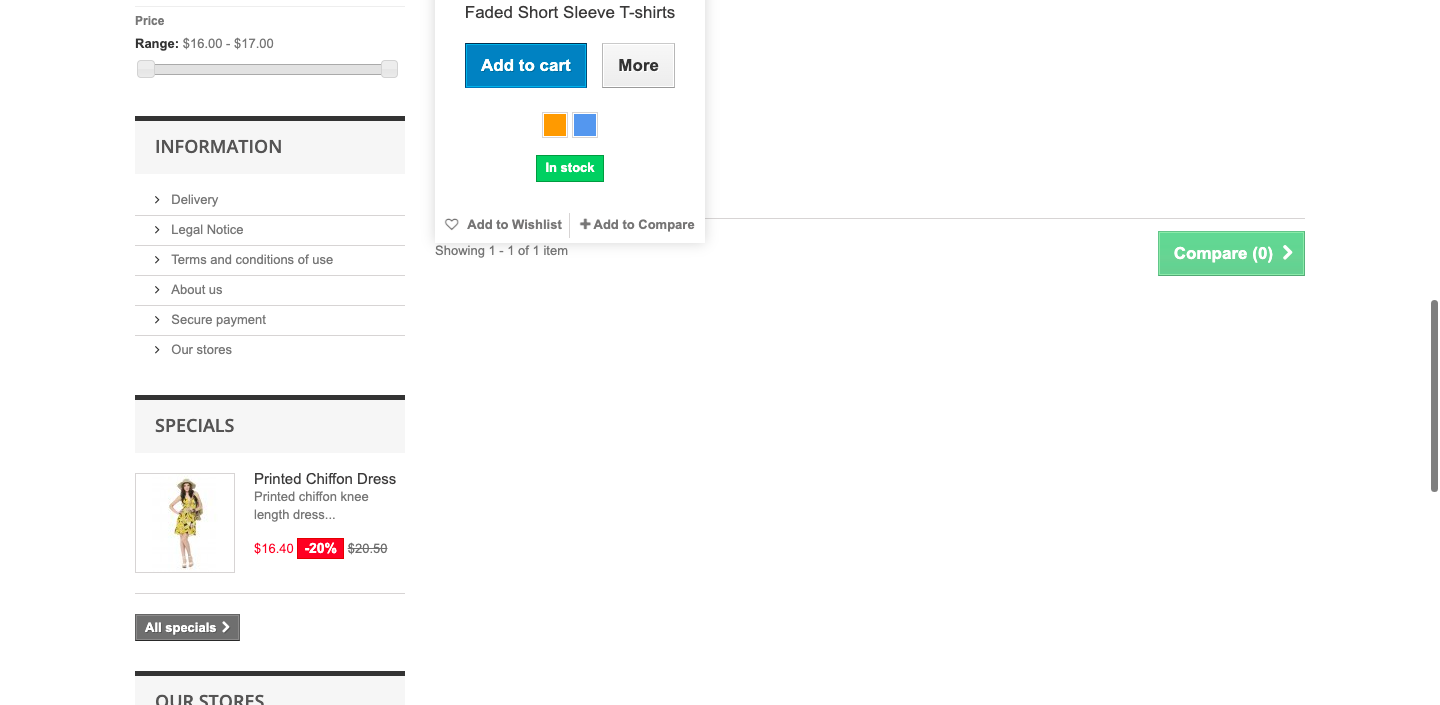 Price
Range: $16.00 - $17.00
INFORMATION
Delivery
Legal Notice
Terms and conditions of use
About us
Secure payment
Our stores
SPECIALS
Printed Chiffon Dress
Printed chiffon knee
length dress...
$16.40 -20% $20.50
All specials
OUR STORES
Faded Short Sleeve T-shirts
Add to cart More
In stock
Add to Wishlist Add to Compare
Showing 1 - 1 of 1 item
Compare (0)